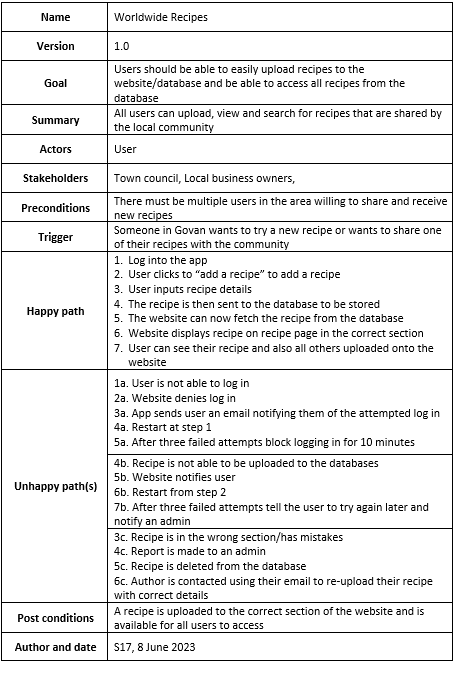 Name
Worldwide Recipes
Version
1.0
Goal
Users should be able to easily upload recipes to the
website/database and be able to access all recipes from the
database
Summary
All users can upload, view and search for recipes that are shared by
the local community
Actors
User
Stakeholders
Town council, Local business owners,
Preconditions
There must be multiple users in the area willing to share and receive
new recipes
Trigger
Someone in Govan wants to try a new recipe or wants to share one
of their recipes with the community
Happy path
1. Log into the app
2. User clicks to “add a recipe” to add a recipe
3. User inputs recipe details
4. The recipe is then sent to the database to be stored
5. The website can now fetch the recipe from the database
6. Website displays recipe on recipe page in the correct section
7. User can see their recipe and also all others uploaded onto the
website
Unhappy path(s)
1a. User is not able to log in
2a. Website denies log in
3a. App sends user an email notifying them of the attempted log in
4a. Restart at step 1
5a. After three failed attempts block logging in for 10 minutes
4b. Recipe is not able to be uploaded to the databases
5b. Website notifies user
6b. Restart from step 2
7b. After three failed attempts tell the user to try again later and
notify an admin
3c. Recipe is in the wrong section/has mistakes
4c. Report is made to an admin
5c. Recipe is deleted from the database
6c. Author is contacted using their email to re-upload their recipe
with correct details
Post conditions
A recipe is uploaded to the correct section of the website and is
available for all users to access
Author and date
S17, 8 June 2023